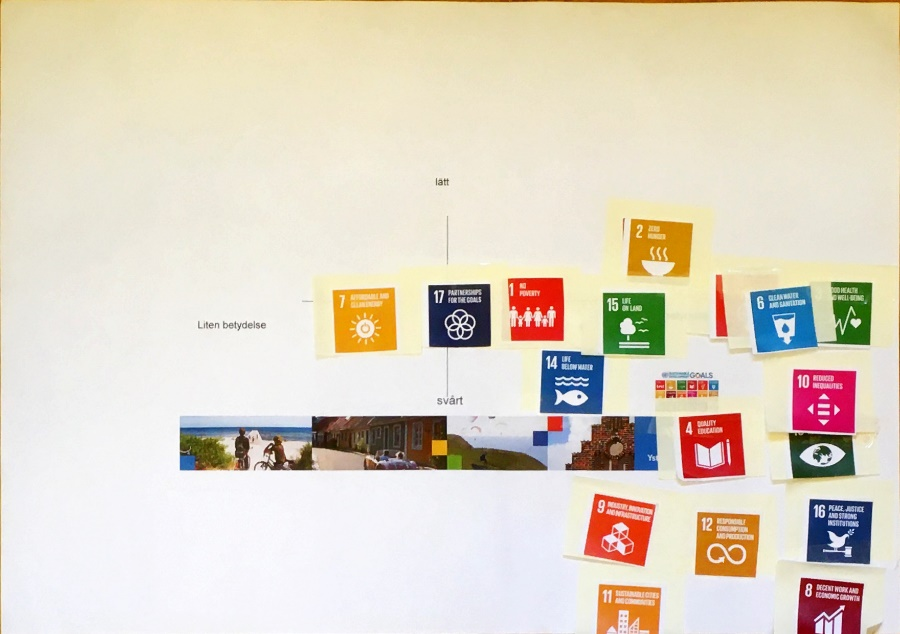 lätt
2 ZERO
HUNGER
7 AFFORDABLE AND
CLEAN ENERGY
17 PARTNERSHIPS
FOR THE GOALS
1 NO
POVERTY
15 LIFE
ON LAND
6 CLEAN WATER
AND SANITATION
GOOD HEALTH
AND WELL-BEING
Liten betydelse
14 LIFE
BELOW WATER
GOALS
10 REDUCED
INEQUALITIES
svårt
4 QUALITY
EDUCATION
Yst
9 INDUSTRY, INNOVATION
AND INFRASTRUCTURE
12 RESPONSIBLE
CONSUMPTION
AND PRODUCTION
16 PEACE, JUSTICE
AND STRONG
INSTITUTIONS
11 SUSTAINABLE CITIES
AND COMMUNITIES
8 DECENT WORK AND
ECONOMIC GROWTH